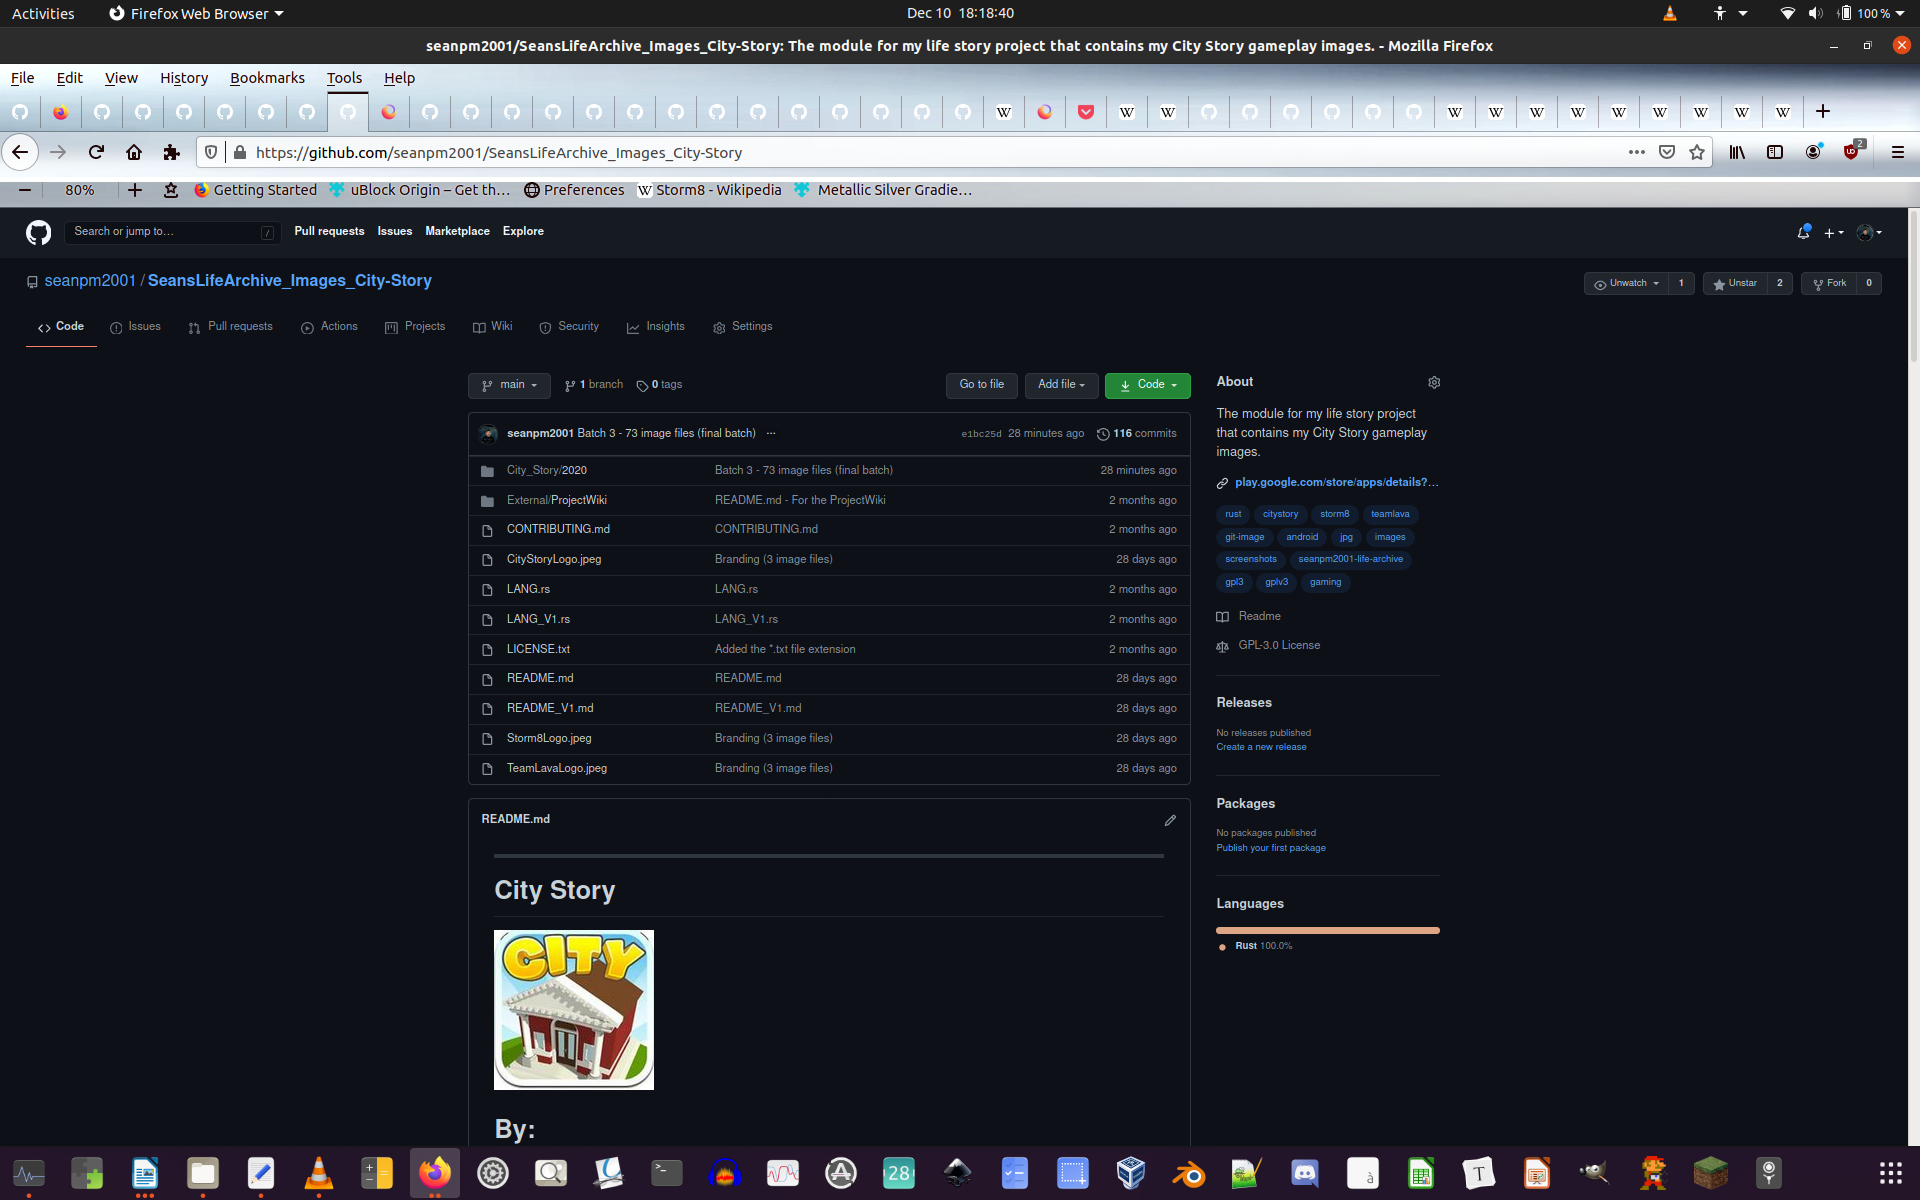 Activities Firefox Web Browser Dec 10 18:18:40 100 %
seanpm2001/SeansLifeArchive_Images_City-Story: The module for my life story project that contains my City Story gameplay images. - Mozilla Firefox
File Edit View History Bookmarks Tools Help
https://github.com/seanpm2001/SeansLifeArchive_Images_City-Story 2
80% Getting Started uBlock Origin – Get th… Preferences Storm8 - Wikipedia Metallic Silver Gradie…
Search or jump to… / Pull requests Issues Marketplace Explore
seanpm2001 / SeansLifeArchive_Images_City-Story Unwatch 1 Unstar 2 Fork 0
Code Issues Pull requests Actions Projects Wiki Security Insights Settings
main 1 branch 0 tags Go to file Add file Code
seanpm2001 Batch 3 - 73 image files (final batch) ... e1bc25d 28 minutes ago 116 commits
City_Story/2020 Batch 3 - 73 image files (final batch) 28 minutes ago
External/ProjectWiki README.md - For the ProjectWiki 2 months ago
CONTRIBUTING.md CONTRIBUTING.md 2 months ago
CityStoryLogo.jpeg Branding (3 image files) 28 days ago
LANG.rs LANG.rs 2 months ago
LANG_V1.rs LANG_V1.rs 2 months ago
LICENSE.txt Added the *.txt file extension 2 months ago
README.md README.md 28 days ago
README_V1.md README_V1.md 28 days ago
Storm8Logo.jpeg Branding (3 image files) 28 days ago
TeamLavaLogo.jpeg Branding (3 image files) 28 days ago
README.md
City Story
CITY
By:
About
The module for my life story project
that contains my City Story gameplay
images.
play.google.com/store/apps/details?…
rust citystory storm8 teamlava
git-image android jpg images
screenshots seanpm2001-life-archive
gpl3 gplv3 gaming
Readme
GPL-3.0 License
Releases
No releases published
Create a new release
Packages
No packages published
Publish your first package
Languages
Rust 100.0%
28